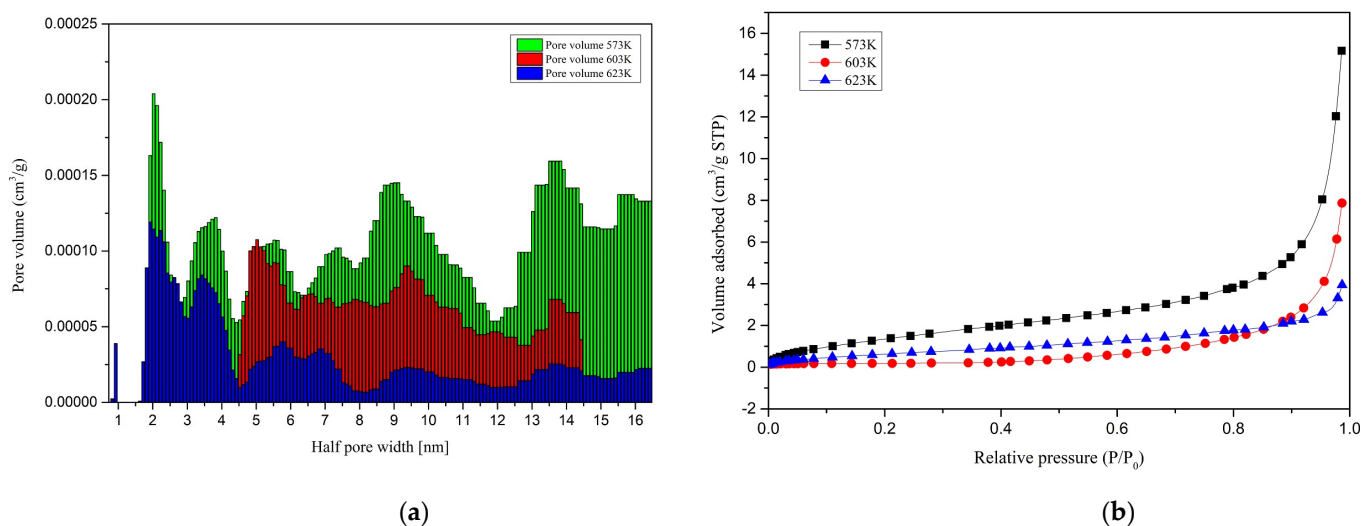 0.00025
0.00020
0.00015
0.00010
0.00005
0.00000
Pore volume (cm³/g)
Pore volume 573K
Pore volume 603K
Pore volume 623K
1 2 3 4 5 6 7 8 9 10 11 12 13 14 15 16
Half pore width [nm]
(a)
16
14
12
10
8
6
4
2
0
-2
Volume adsorbed (cm³/g STP)
573K
603K
623K
0.0 0.2 0.4 0.6 0.8 1.0
Relative pressure (P/P₀)
(b)